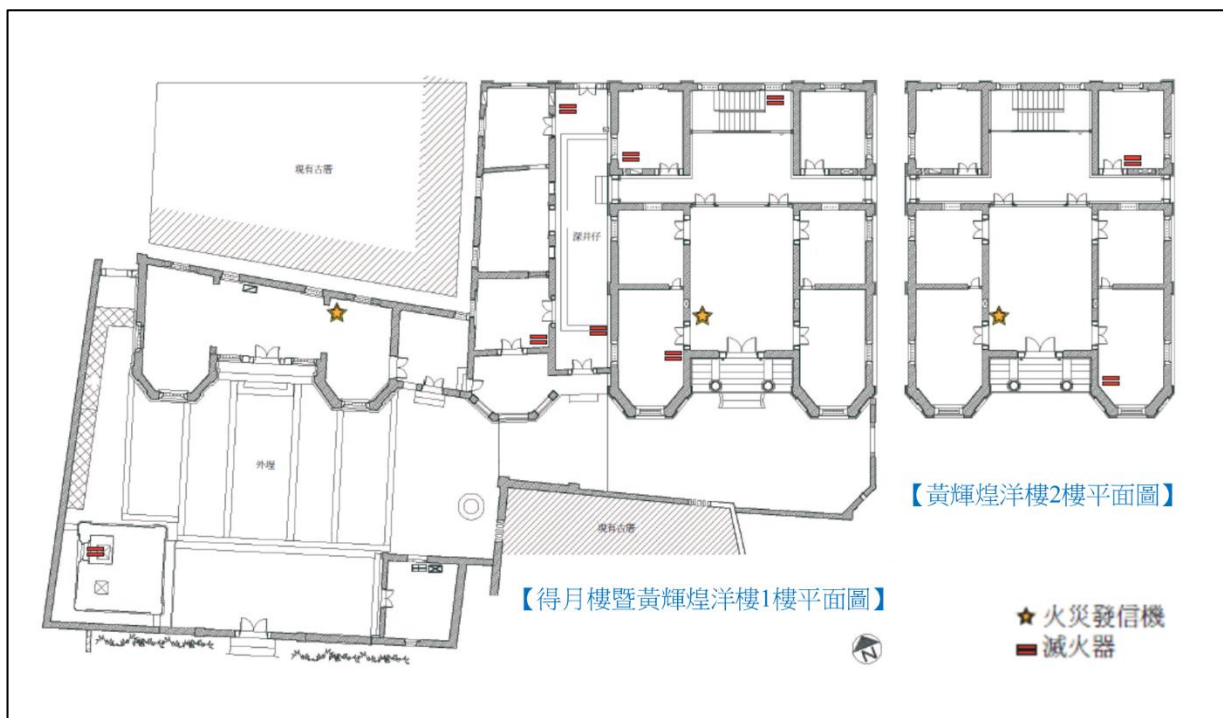 現有古厝
深井仔
外埕
現有古厝
【黃輝煌洋樓2樓平面圖】
【得月樓暨黃輝煌洋樓1樓平面圖】
火災發信機
滅火器
N